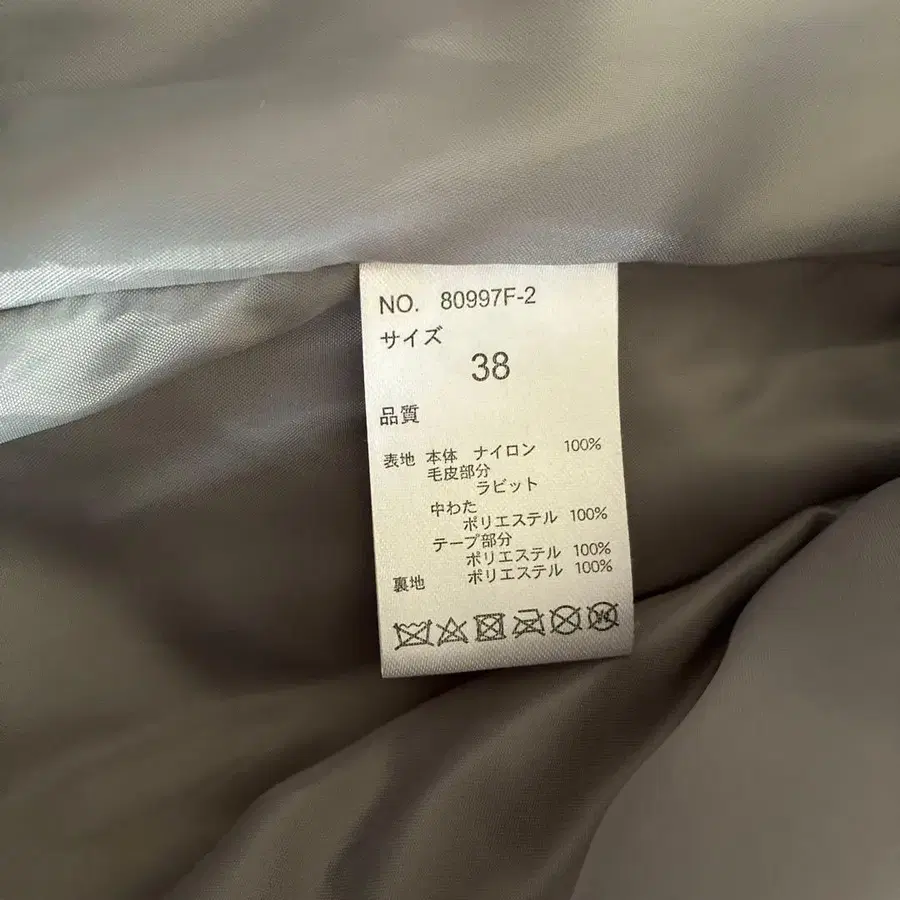 NO. 80997F-2
サイズ
38
品質
表地 本体 ナイロン 100%
毛皮部分
ラビット
中わた
ポリエステル 100%
テープ部分
ポリエステル 100%
裏地 ポリエステル 100%